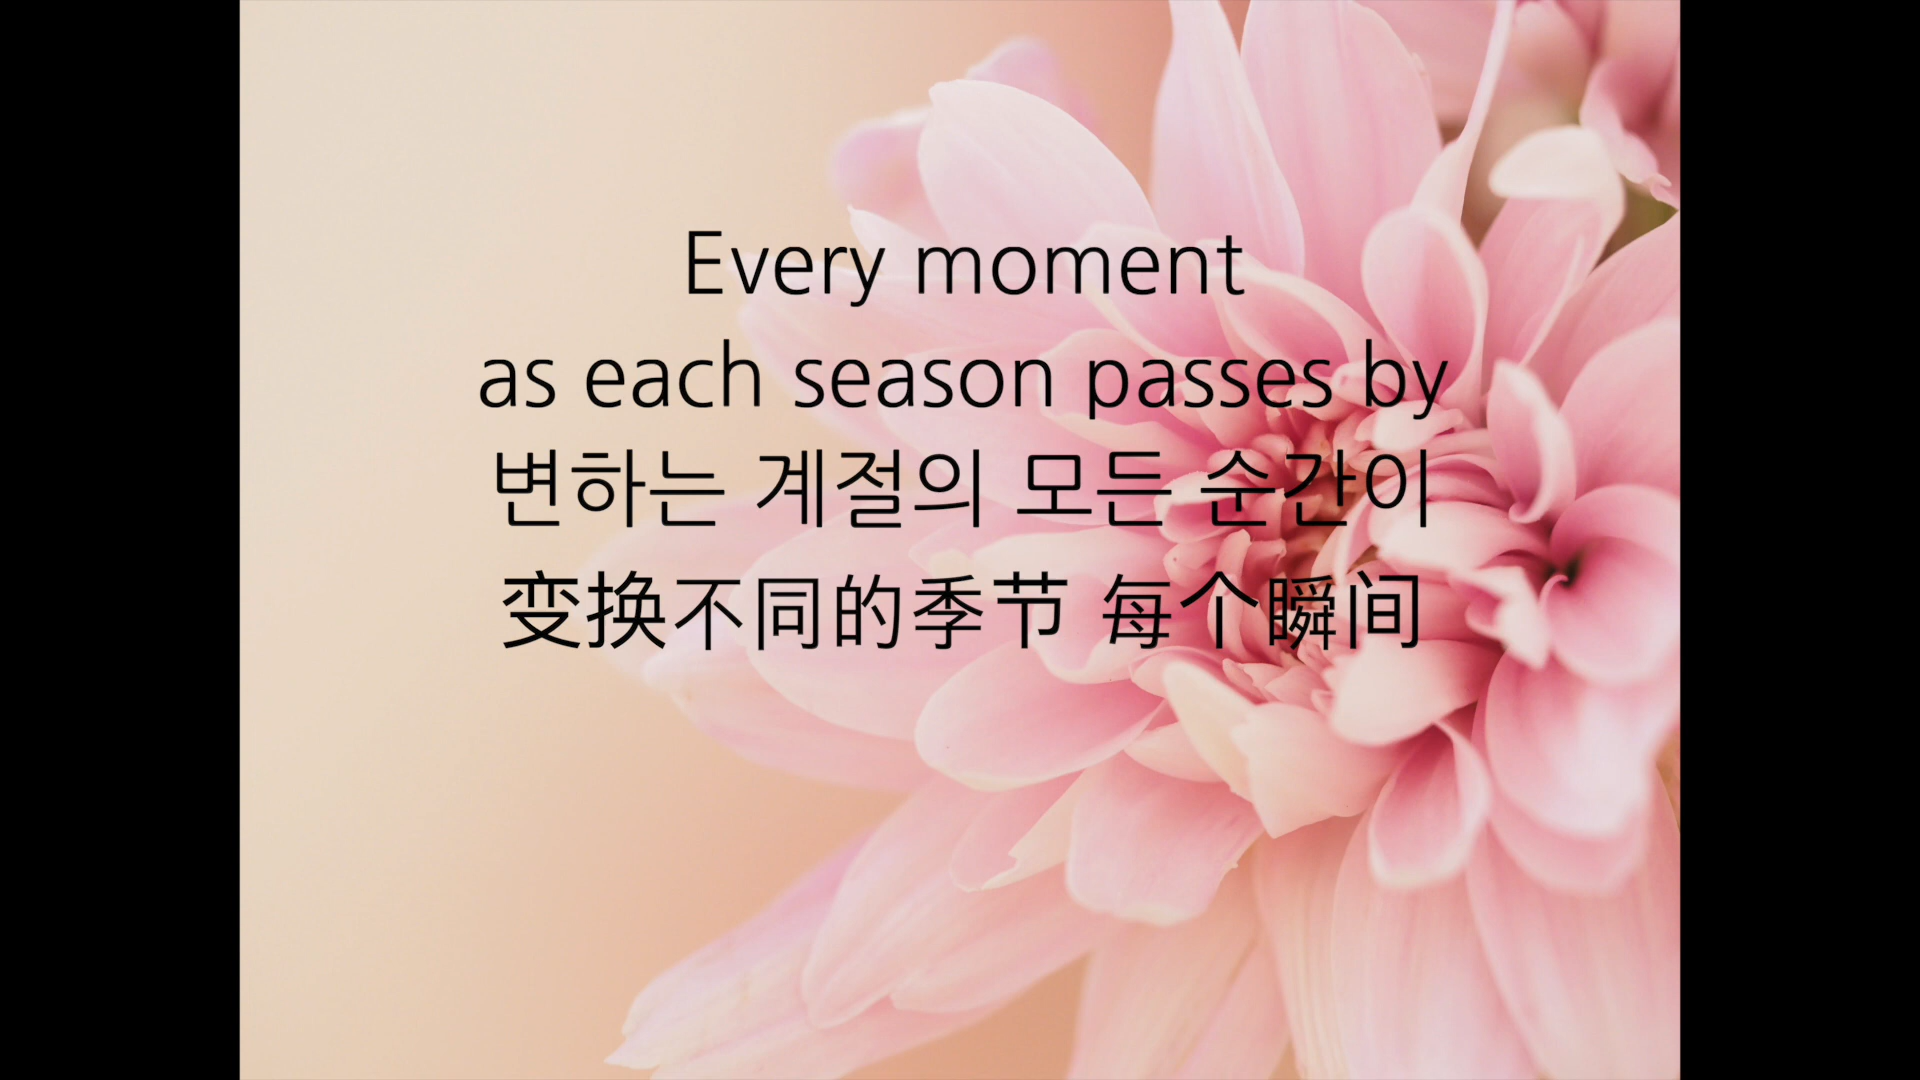 Every moment
as each season passes by
변하는 계절의 모든 순간이
变换不同的季节 每个瞬间